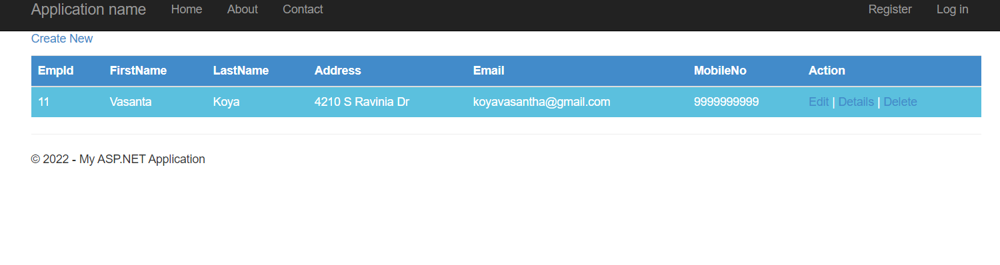 Application name Home About Contact Register Log in
Create New
EmpId FirstName LastName Address Email MobileNo Action
11 Vasanta Koya 4210 S Ravinia Dr koyavasantha@gmail.com 9999999999 Edit | Details | Delete
© 2022 - My ASP.NET Application